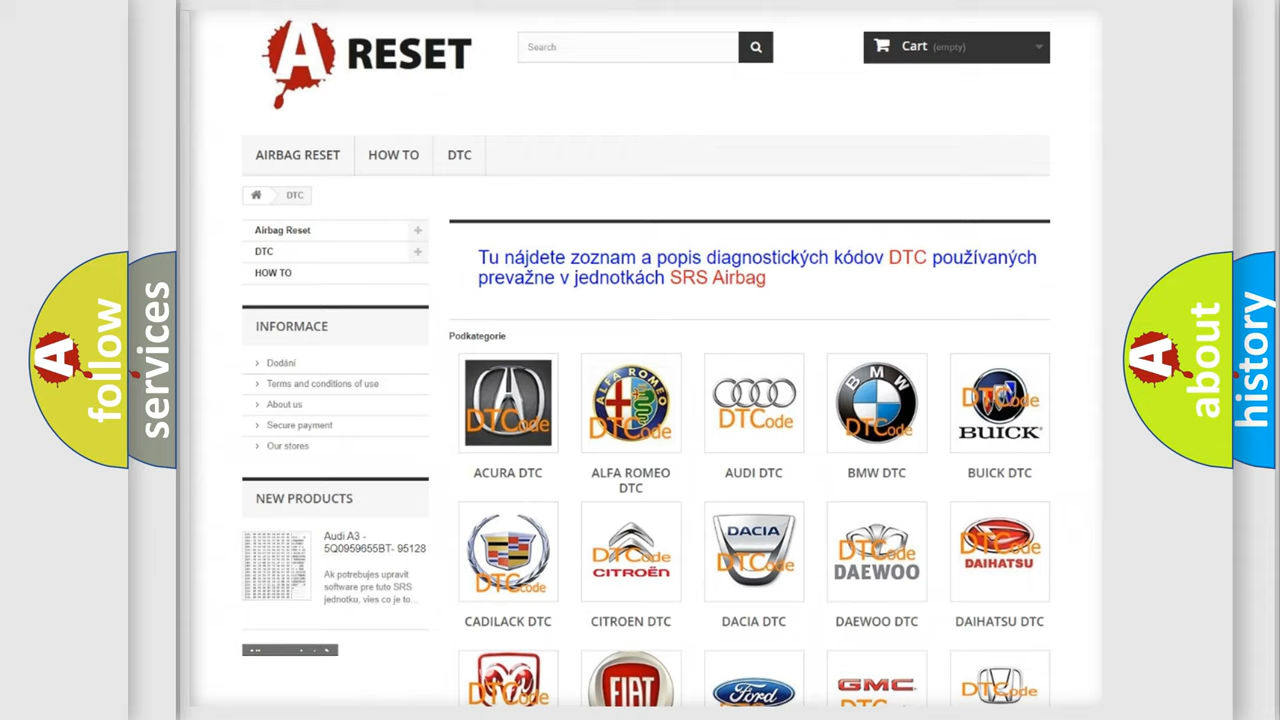 A RESET
Search
Cart (empty)
AIRBAG RESET
HOW TO
DTC
DTC
Airbag Reset
DTC
HOW TO
Tu nájdete zoznam a popis diagnostických kódov DTC používaných
prevažne v jednotkách SRS Airbag
INFORMACE
Dodání
Terms and conditions of use
About us
Secure payment
Our stores
Podkategorie
DTCode
ALFA ROMEO
DTCode
DTCode
BMW
DTCode
DTCode
BUICK
ACURA DTC
ALFA ROMEO
DTC
AUDI DTC
BMW DTC
BUICK DTC
NEW PRODUCTS
Audi A3 -
5Q0959655BT- 95128
Ak potrebujes upravit
software pre tuto SRS
jednotku, vies co je to...
DTCode
DTCode
CITROËN
DACIA
DTCode
DTCode
DAEWOO
DTCode
DAIHATSU
CADILACK DTC
CITROEN DTC
DACIA DTC
DAEWOO DTC
DAIHATSU DTC
DTCode
FIAT
Ford
GMC
DTCode
A follow
services
A about
history